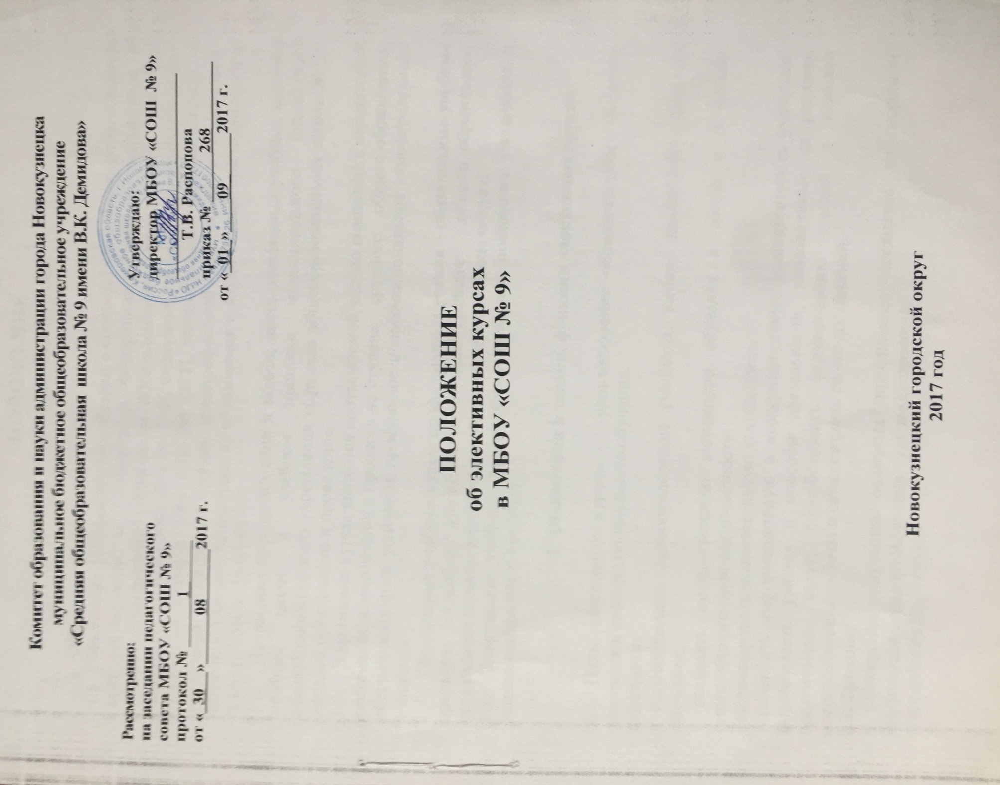 Комитет образования и науки администрации города Новокузнецка
муниципальное бюджетное общеобразовательное учреждение
«Средняя общеобразовательная школа № 9 имени В.К. Демидова»
Рассмотрено:
на заседании педагогического
совета МБОУ «СОШ № 9»
протокол № 1
от « 30 » 08 2017 г.
Утверждаю:
директор МБОУ «СОШ № 9»
Т.В. Распопова
приказ № 268
от « 01 » 09 2017 г.
ПОЛОЖЕНИЕ
об элективных курсах
в МБОУ «СОШ № 9»
Новокузнецкий городской округ
2017 год